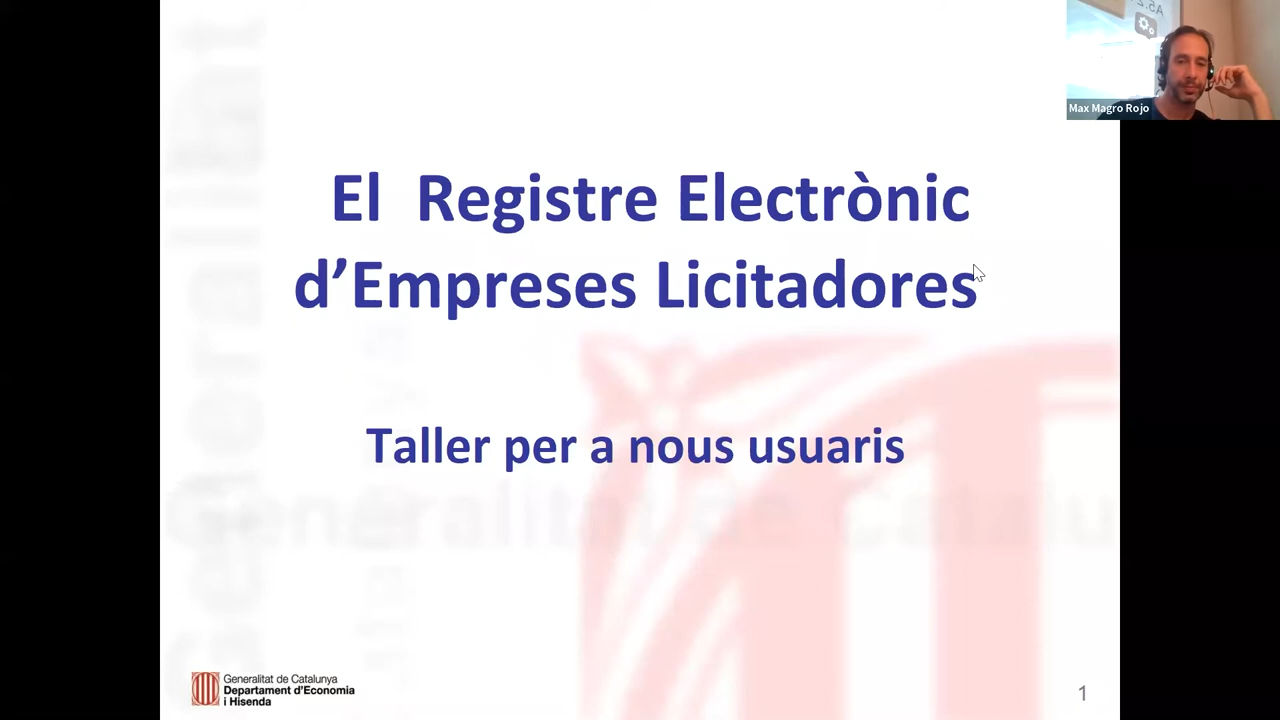 Max Magro Rojo
El Registre Electrònic
d’Empreses Licitadores
Taller per a nous usuaris
Generalitat de Catalunya
Departament d'Economia
i Hisenda
1